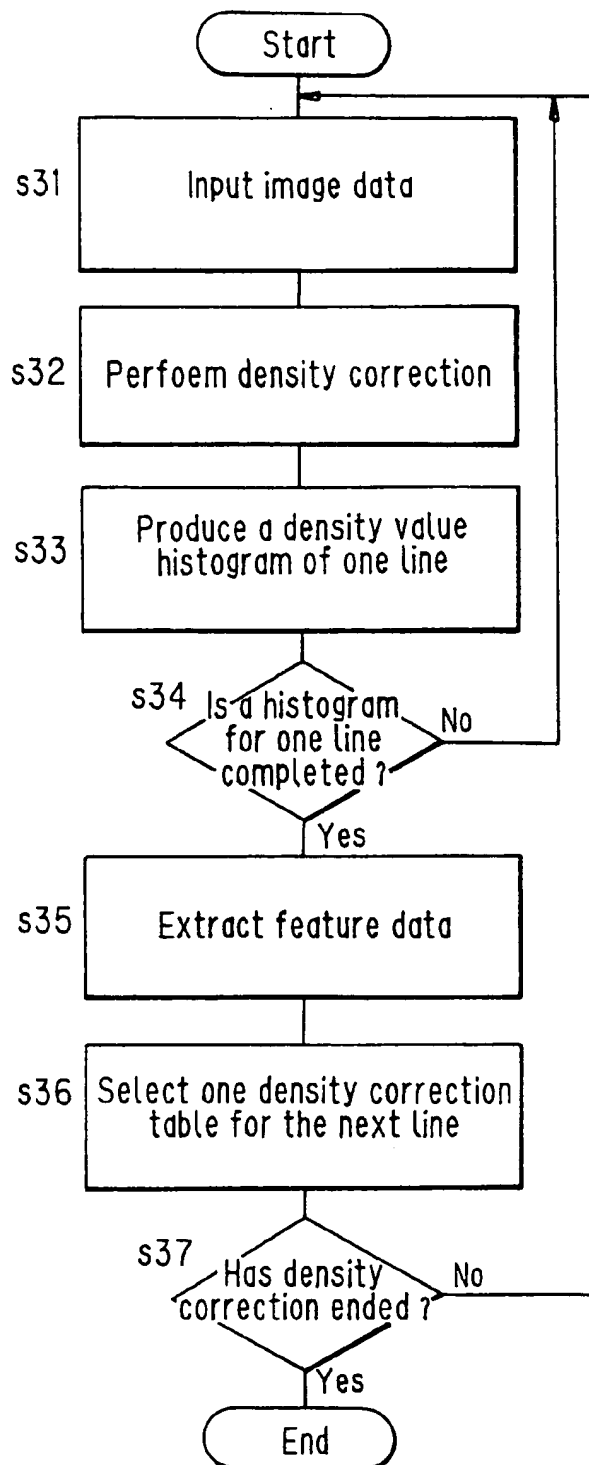 Start
s31
Input image data
s32
Perfoem density correction
s33
Produce a density value
histogram of one line
s34
Is a histogram
for one line
completed ?
No
Yes
s35
Extract feature data
s36
Select one density correction
table for the next line
s37
Has density
correction ended ?
No
Yes
End